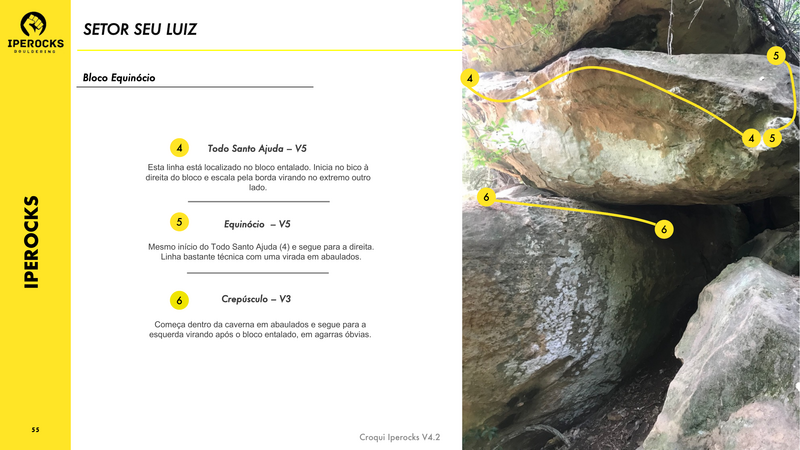 IPEROCKS
BOULDERING
SETOR SEU LUIZ
Bloco Equinócio
4
Todo Santo Ajuda – V5
Esta linha está localizado no bloco entalado. Inicia no bico à
direita do bloco e escala pela borda virando no extremo outro
lado.
5
Equinócio – V5
Mesmo início do Todo Santo Ajuda (4) e segue para a direita.
Linha bastante técnica com uma virada em abaulados.
6
Crepúsculo – V3
Começa dentro da caverna em abaulados e segue para a
esquerda virando após o bloco entalado, em agarras óbvias.
IPEROCKS
55
Croqui Iperocks V4.2
5
4
4 5
6
6